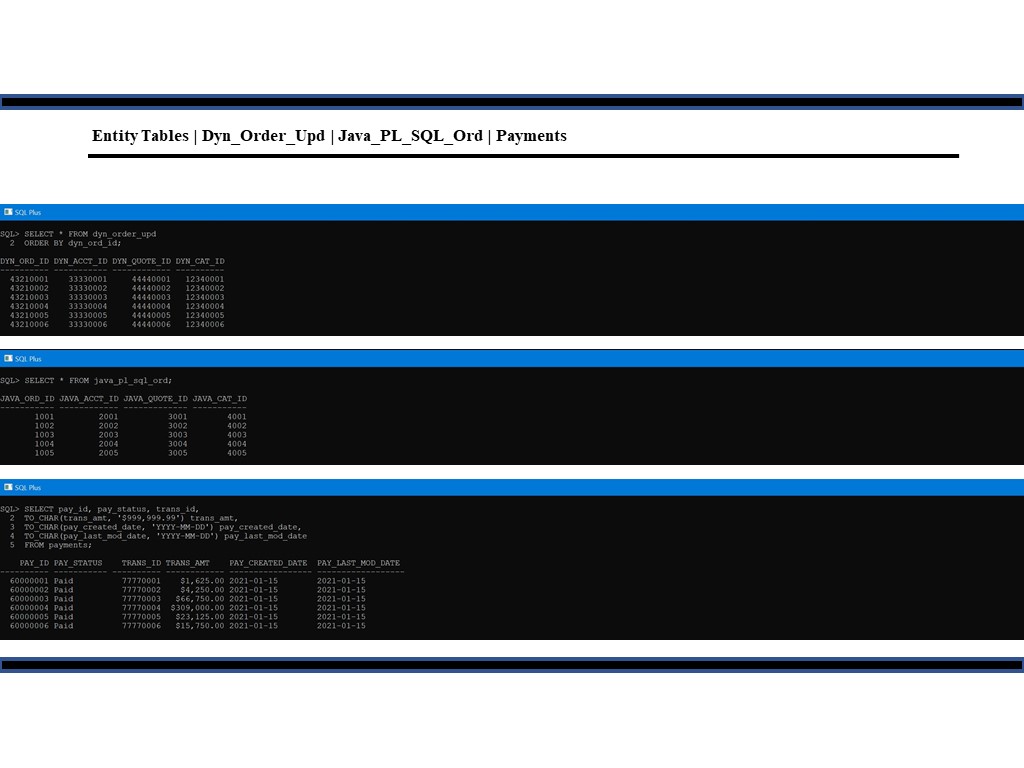 Entity Tables | Dyn_Order_Upd | Java_PL_SQL_Ord | Payments
SQL Plus
SQL> SELECT * FROM dyn_order_upd
2 ORDER BY dyn_ord_id;
DYN_ORD_ID DYN_ACCT_ID DYN_QUOTE_ID DYN_CAT_ID
---------- ----------- ------------ ----------
43210001 33330001 44440001 12340001
43210002 33330002 44440002 12340002
43210003 33330003 44440003 12340003
43210004 33330004 44440004 12340004
43210005 33330005 44440005 12340005
43210006 33330006 44440006 12340006
SQL Plus
SQL> SELECT * FROM java_pl_sql_ord;
JAVA_ORD_ID JAVA_ACCT_ID JAVA_QUOTE_ID JAVA_CAT_ID
----------- ------------ ------------- -----------
1001 2001 3001 4001
1002 2002 3002 4002
1003 2003 3003 4003
1004 2004 3004 4004
1005 2005 3005 4005
SQL Plus
SQL> SELECT pay_id, pay_status, trans_id,
2 TO_CHAR(trans_amt, '$999,999.99') trans_amt,
3 TO_CHAR(pay_created_date, 'YYYY-MM-DD') pay_created_date,
4 TO_CHAR(pay_last_mod_date, 'YYYY-MM-DD') pay_last_mod_date
5 FROM payments;
PAY_ID PAY_STATUS TRANS_ID TRANS_AMT PAY_CREATED_DATE PAY_LAST_MOD_DATE
---------- ----------- ---------- ------------ ----------------- ------------------
60000001 Paid 77770001 $1,625.00 2021-01-15 2021-01-15
60000002 Paid 77770002 $4,250.00 2021-01-15 2021-01-15
60000003 Paid 77770003 $66,750.00 2021-01-15 2021-01-15
60000004 Paid 77770004 $309,000.00 2021-01-15 2021-01-15
60000005 Paid 77770005 $23,125.00 2021-01-15 2021-01-15
60000006 Paid 77770006 $15,750.00 2021-01-15 2021-01-15